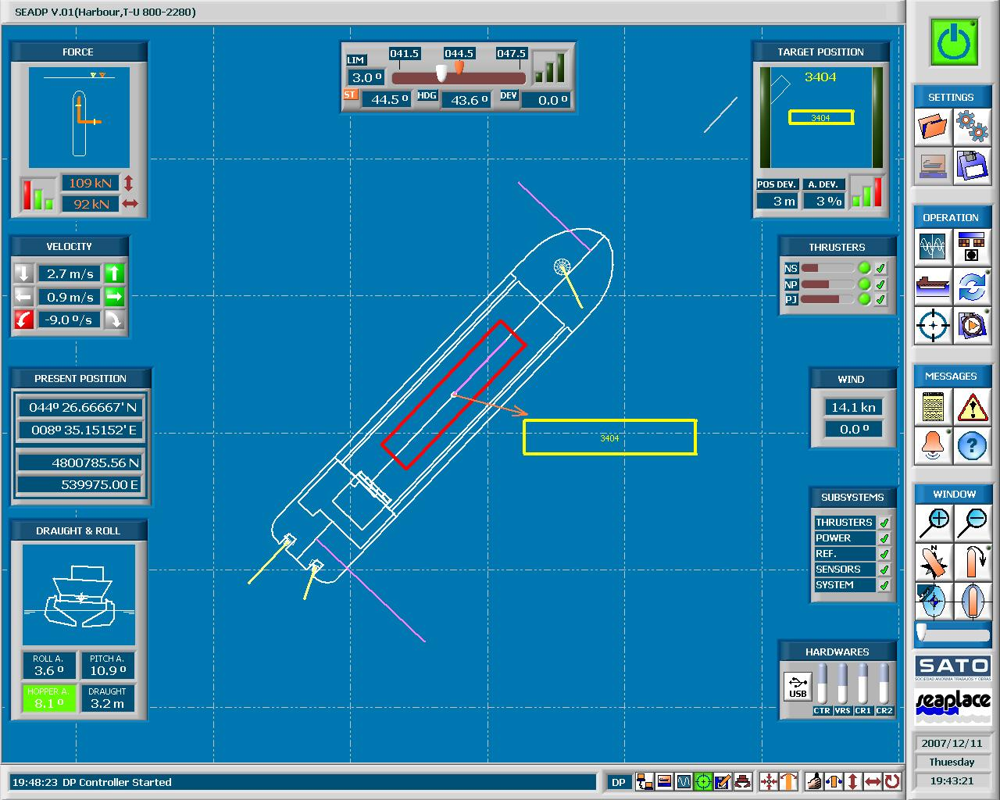 SEADP V.01(Harbour,T-U 800-2280)
FORCE
109 kN
92 kN
VELOCITY
2.7 m/s
0.9 m/s
-9.0 º/s
PRESENT POSITION
044º 26.66667' N
008º 35.15152' E
4800785.56 N
539975.00 E
DRAUGHT & ROLL
ROLL A. PITCH A.
3.6 º 10.9 º
HOPPER A. DRAUGHT
8.1 º 3.2 m
041.5 044.5 047.5
LIM
3.0 º
ST 44.5 º HDG 43.6 º DEV 0.0 º
3404
TARGET POSITION
3404
3404
POS DEV. A. DEV.
3 m 3 %
THRUSTERS
NS
NP
PJ
WIND
14.1 kn
0.0 º
SUBSYSTEMS
THRUSTERS
POWER
REF.
SENSORS
SYSTEM
HARDWARES
USB
CTR VRS CR1 CR2
SETTINGS
OPERATION
MESSAGES
?
WINDOW
N
SATO
SOCIEDAD ANONIMA TRABAJOS Y OBRAS
seaplace
2007/12/11
Thuesday
19:43:21
19:48:23 DP Controller Started
DP